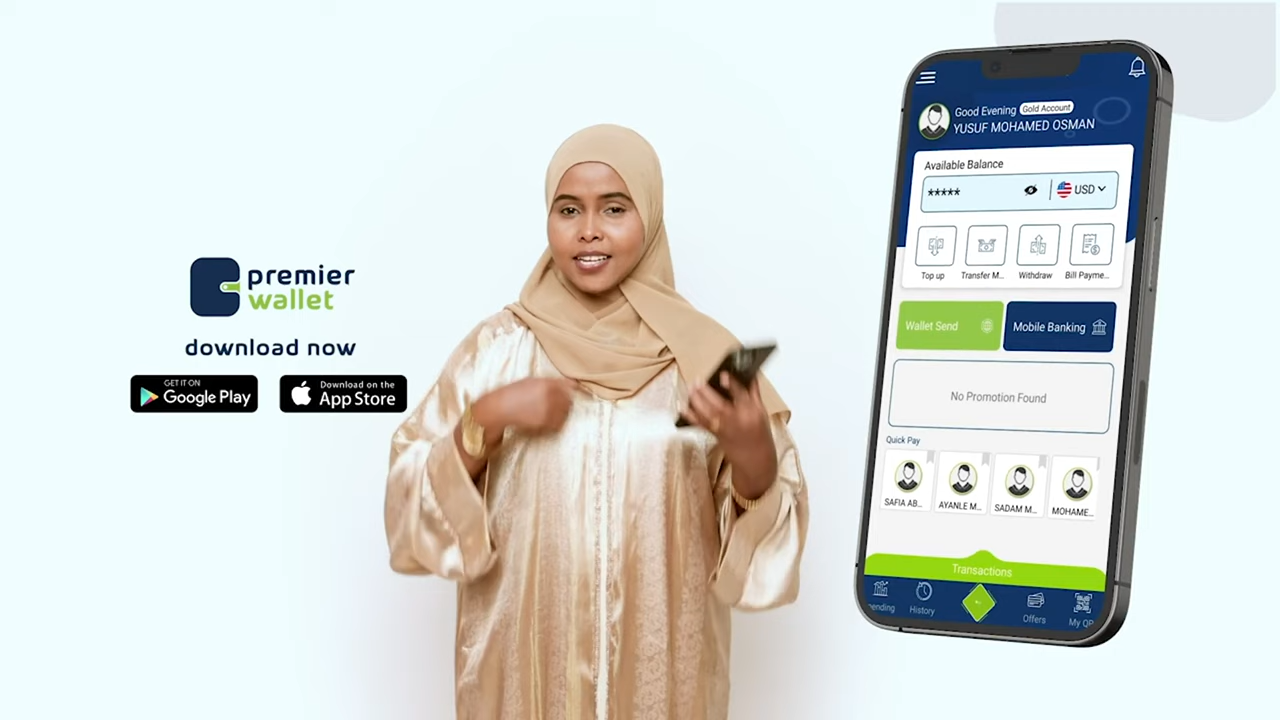 premier
wallet
download now
GET IT ON
Google Play
Download on the
App Store
Good Evening Gold Account
YUSUF MOHAMED OSMAN
Available Balance
***** USD
Top up Transfer M... Withdraw Bill Payme...
Wallet Send Mobile Banking
No Promotion Found
Quick Pay
SAFIA AB... AYANLE M... SADAM M... MOHAME...
Transactions
pending History Offers My QR